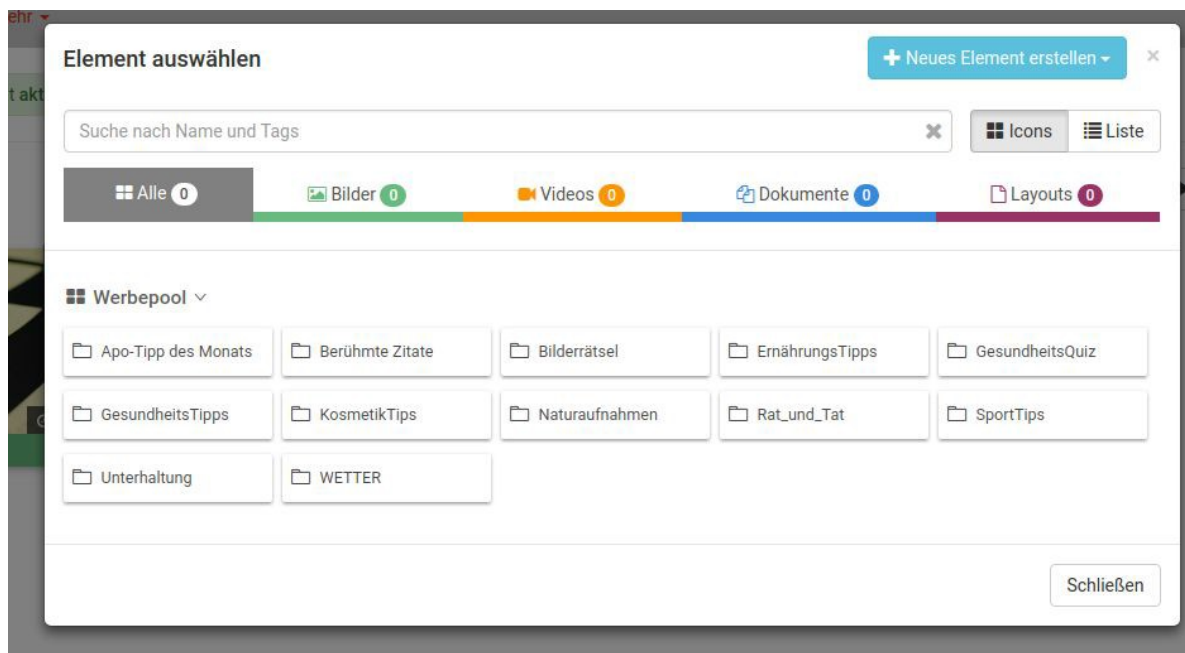 ehr
Element auswählen
Neues Element erstellen
t akt
Suche nach Name und Tags
Icons
Liste
Alle 0
Bilder 0
Videos 0
Dokumente 0
Layouts 0
Werbepool
Apo-Tipp des Monats
Berühmte Zitate
Bilderrätsel
ErnährungsTipps
GesundheitsQuiz
GesundheitsTipps
KosmetikTips
Naturaufnahmen
Rat_und_Tat
SportTips
Unterhaltung
WETTER
Schließen